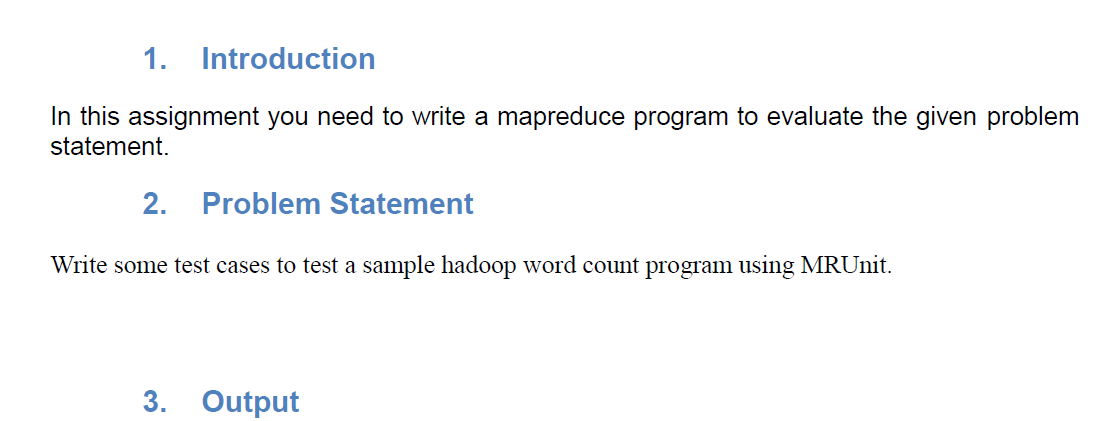 1. Introduction
In this assignment you need to write a mapreduce program to evaluate the given problem
statement.
2. Problem Statement
Write some test cases to test a sample hadoop word count program using MRUnit.
3. Output